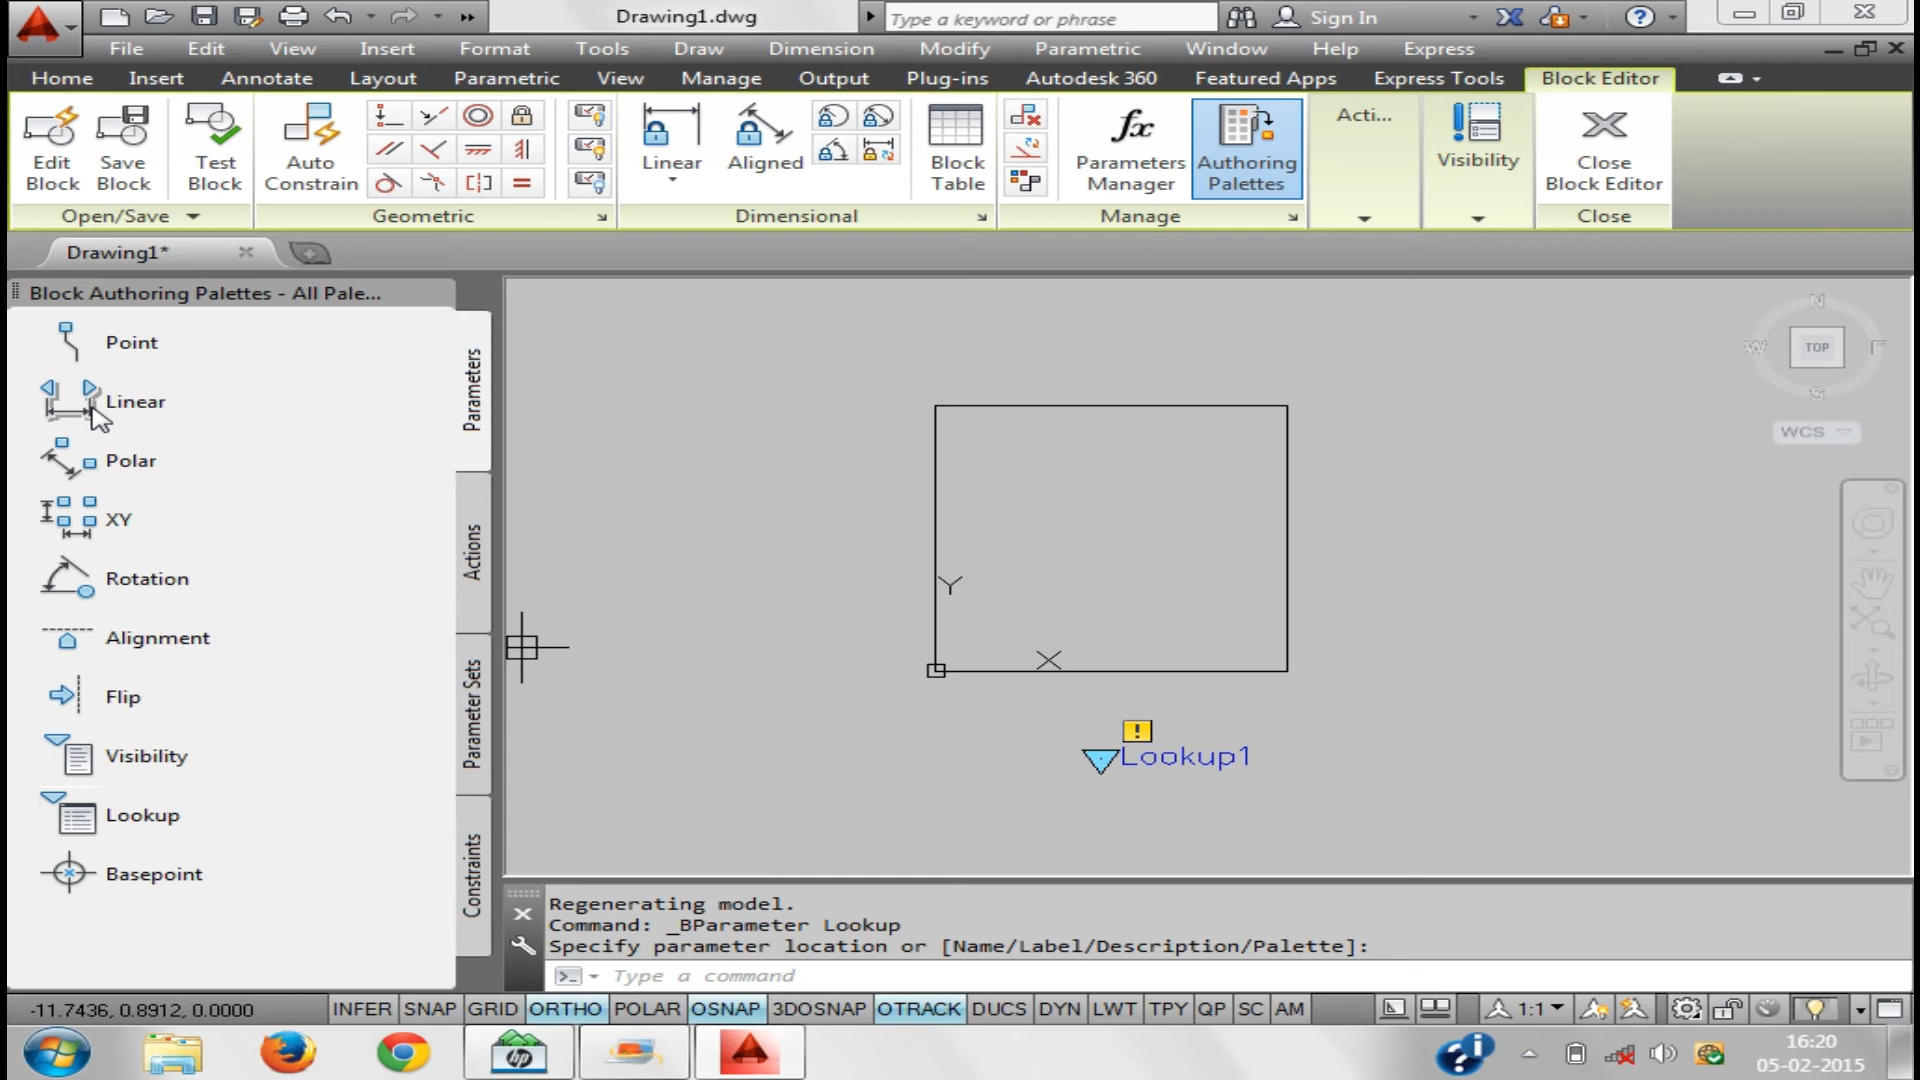 Drawing1.dwg
Type a keyword or phrase
Sign In
File Edit View Insert Format Tools Draw Dimension Modify Parametric Window Help Express
Home Insert Annotate Layout Parametric View Manage Output Plug-ins Autodesk 360 Featured Apps Express Tools Block Editor
Edit Block
Save Block
Test Block
Auto Constrain
Linear
Aligned
Block Table
fx
Parameters Manager
Authoring Palettes
Acti...
Visibility
Close Block Editor
Open/Save Geometric Dimensional Manage Close
Drawing1*
Block Authoring Palettes - All Pale...
Point
Linear
Polar
XY
Rotation
Alignment
Flip
Visibility
Lookup
Basepoint
Parameters
Actions
Parameter Sets
Constraints
N
W
TOP
S
WCS
Y
X
!
Lookup1
Regenerating model.
Command: _BParameter Lookup
Specify parameter location or [Name/Label/Description/Palette]:
Type a command
-11.7436, 0.8912, 0.0000 INFER SNAP GRID ORTHO POLAR OSNAP 3DOSNAP OTRACK DUCS DYN LWT TPY QP SC AM 1:1
hp
16:20
05-02-2015